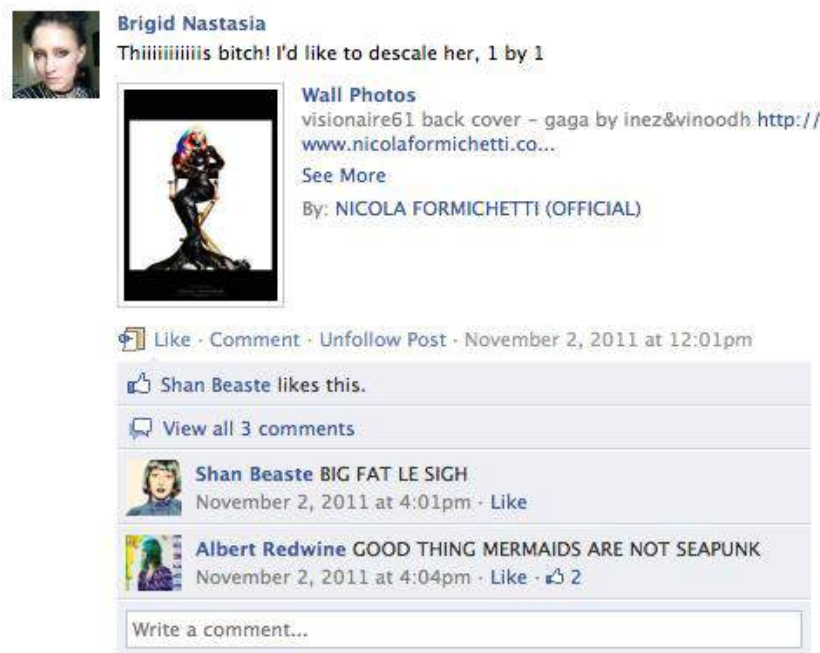 Brigid Nastasia
Thiiiiiiiiiiis bitch! I'd like to descale her, 1 by 1
Wall Photos
visionaire61 back cover - gaga by inez&vinoodh http://
www.nicolaformichetti.co...
See More
By: NICOLA FORMICHETTI (OFFICIAL)
Like · Comment · Unfollow Post · November 2, 2011 at 12:01pm
Shan Beaste likes this.
View all 3 comments
Shan Beaste BIG FAT LE SIGH
November 2, 2011 at 4:01pm · Like
Albert Redwine GOOD THING MERMAIDS ARE NOT SEAPUNK
November 2, 2011 at 4:04pm · Like · 2
Write a comment...